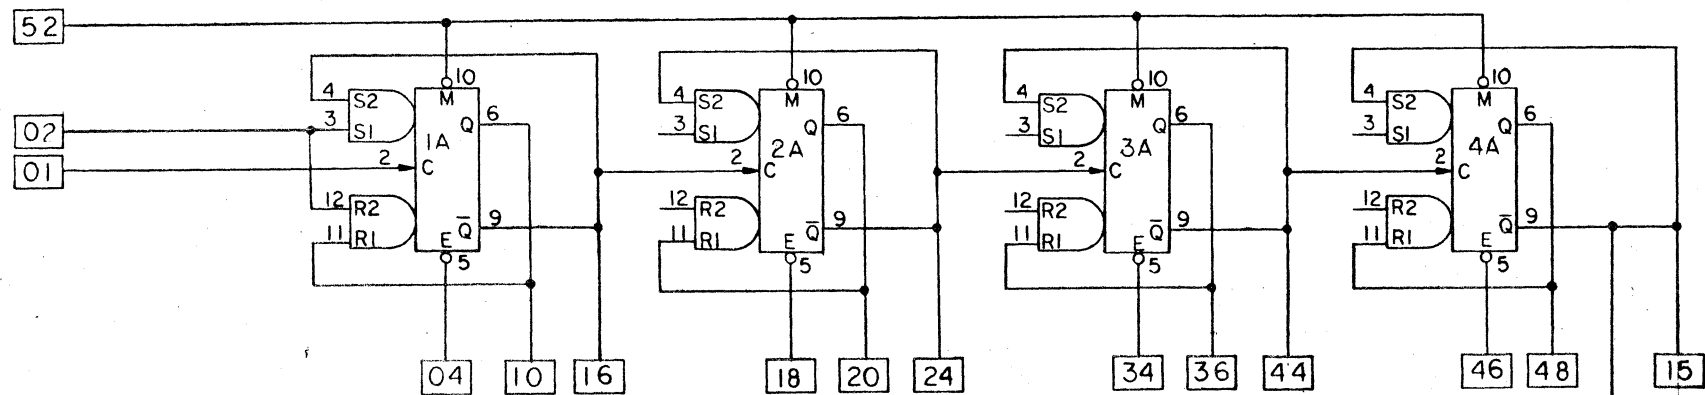 52
10 10 10 10
4 S2 M 4 S2 M 4 S2 M 4 S2 M
6 6 6 6
02 3 S1 Q 3 S1 Q 3 S1 Q 3 S1 Q
1A 2A 3A 4A
01 2 C 2 C 2 C 2 C
12 R2 12 R2 12 R2 12 R2
Q 9 Q 9 Q 9 Q 9
11 R1 E 11 R1 E 11 R1 E 11 R1 E
5 5 5 5
04 10 16 18 20 24 34 36 44 46 48 15